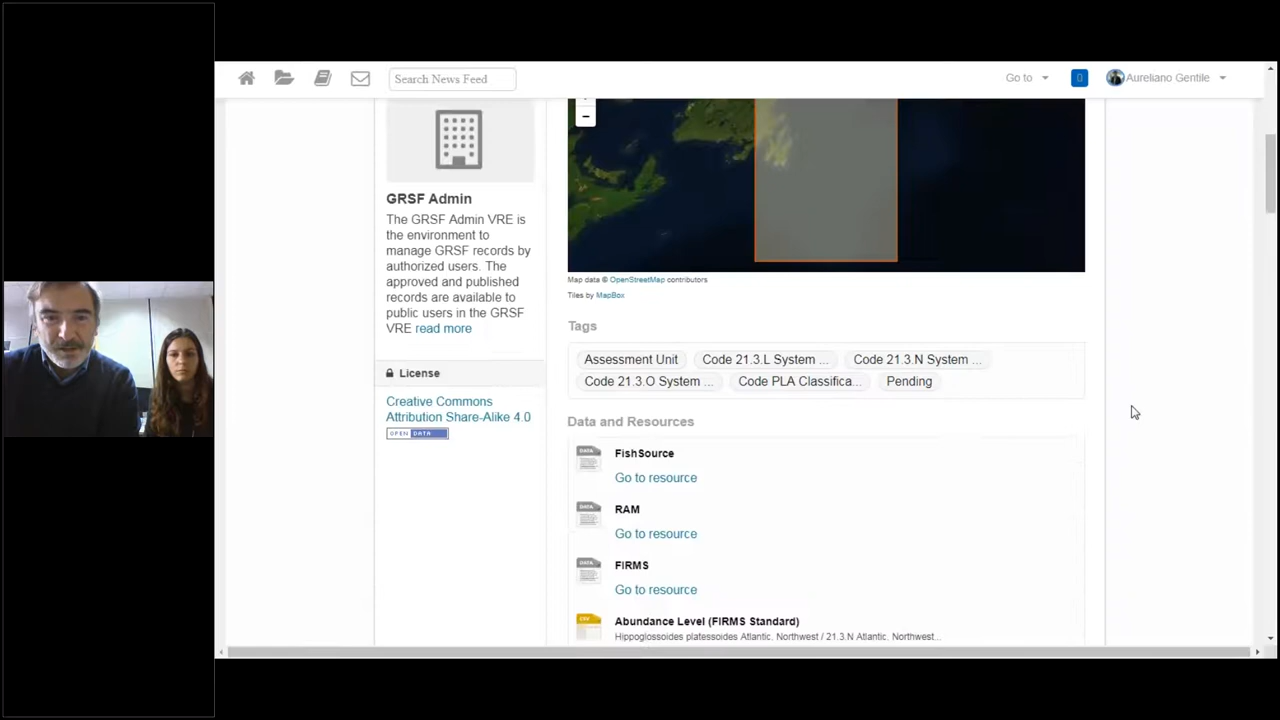 Search News Feed
Go to
0
Aureliano Gentile
−
GRSF Admin
The GRSF Admin VRE is
the environment to
manage GRSF records by
authorized users. The
approved and published
records are available to
public users in the GRSF
VRE read more
License
Creative Commons
Attribution Share-Alike 4.0
OPEN DATA
Map data © OpenStreetMap contributors
Tiles by MapBox
Tags
Assessment Unit
Code 21.3.L System ...
Code 21.3.N System ...
Code 21.3.O System ...
Code PLA Classifica...
Pending
Data and Resources
DATA
FishSource
Go to resource
DATA
RAM
Go to resource
DATA
FIRMS
Go to resource
CSV
Abundance Level (FIRMS Standard)
Hippoglossoides platessoides Atlantic, Northwest / 21.3.N Atlantic, Northwest...